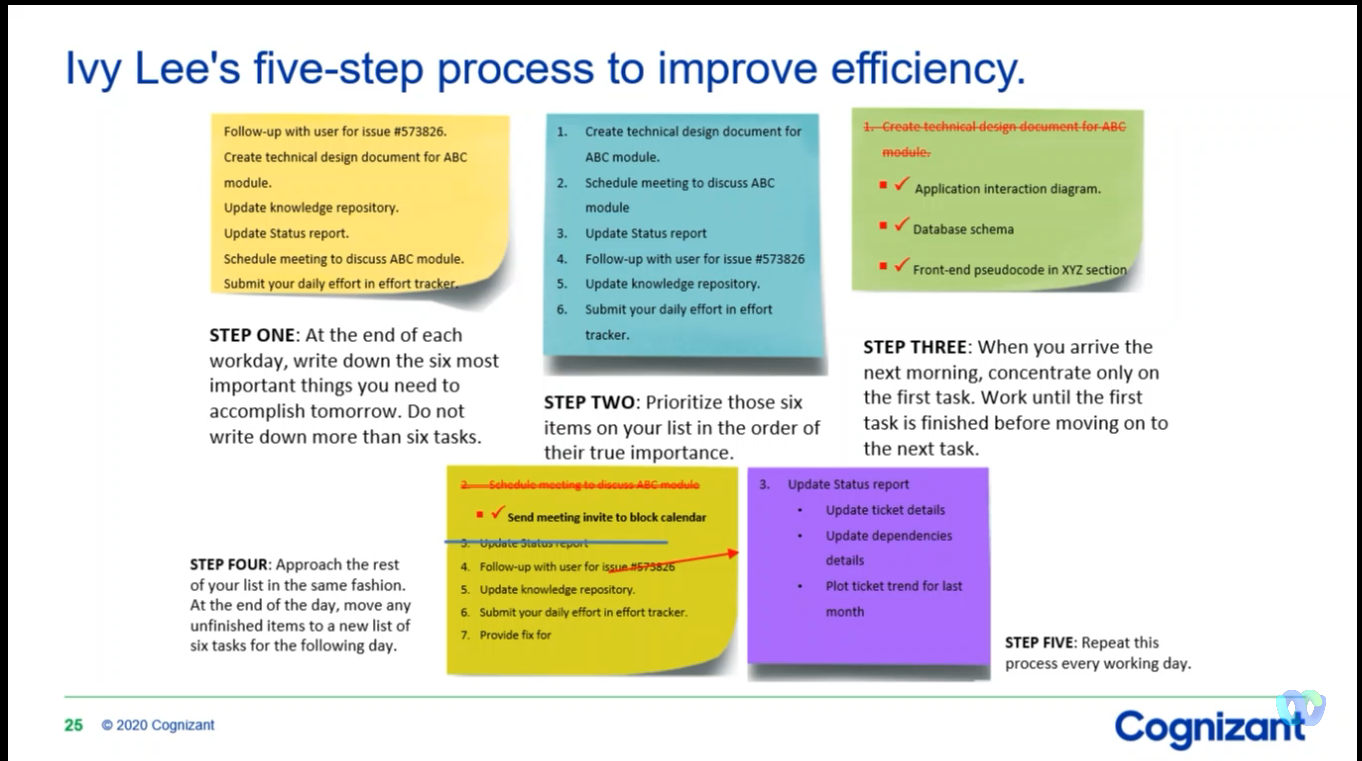 Ivy Lee's five-step process to improve efficiency.
Follow-up with user for issue #573826.
Create technical design document for ABC
module.
Update knowledge repository.
Update Status report.
Schedule meeting to discuss ABC module.
Submit your daily effort in effort tracker.
STEP ONE: At the end of each
workday, write down the six most
important things you need to
accomplish tomorrow. Do not
write down more than six tasks.
1. Create technical design document for
ABC module.
2. Schedule meeting to discuss ABC
module
3. Update Status report
4. Follow-up with user for issue #573826
5. Update knowledge repository.
6. Submit your daily effort in effort
tracker.
STEP TWO: Prioritize those six
items on your list in the order of
their true importance.
1. Create technical design document for ABC
module.
Application interaction diagram.
Database schema
Front-end pseudocode in XYZ section
STEP THREE: When you arrive the
next morning, concentrate only on
the first task. Work until the first
task is finished before moving on to
the next task.
STEP FOUR: Approach the rest
of your list in the same fashion.
At the end of the day, move any
unfinished items to a new list of
six tasks for the following day.
2. Schedule meeting to discuss ABC module
Send meeting invite to block calendar
3. Update Status report
4. Follow-up with user for issue #573826
5. Update knowledge repository.
6. Submit your daily effort in effort tracker.
7. Provide fix for
3. Update Status report
• Update ticket details
• Update dependencies
details
• Plot ticket trend for last
month
STEP FIVE: Repeat this
process every working day.
25 © 2020 Cognizant
Cognizant